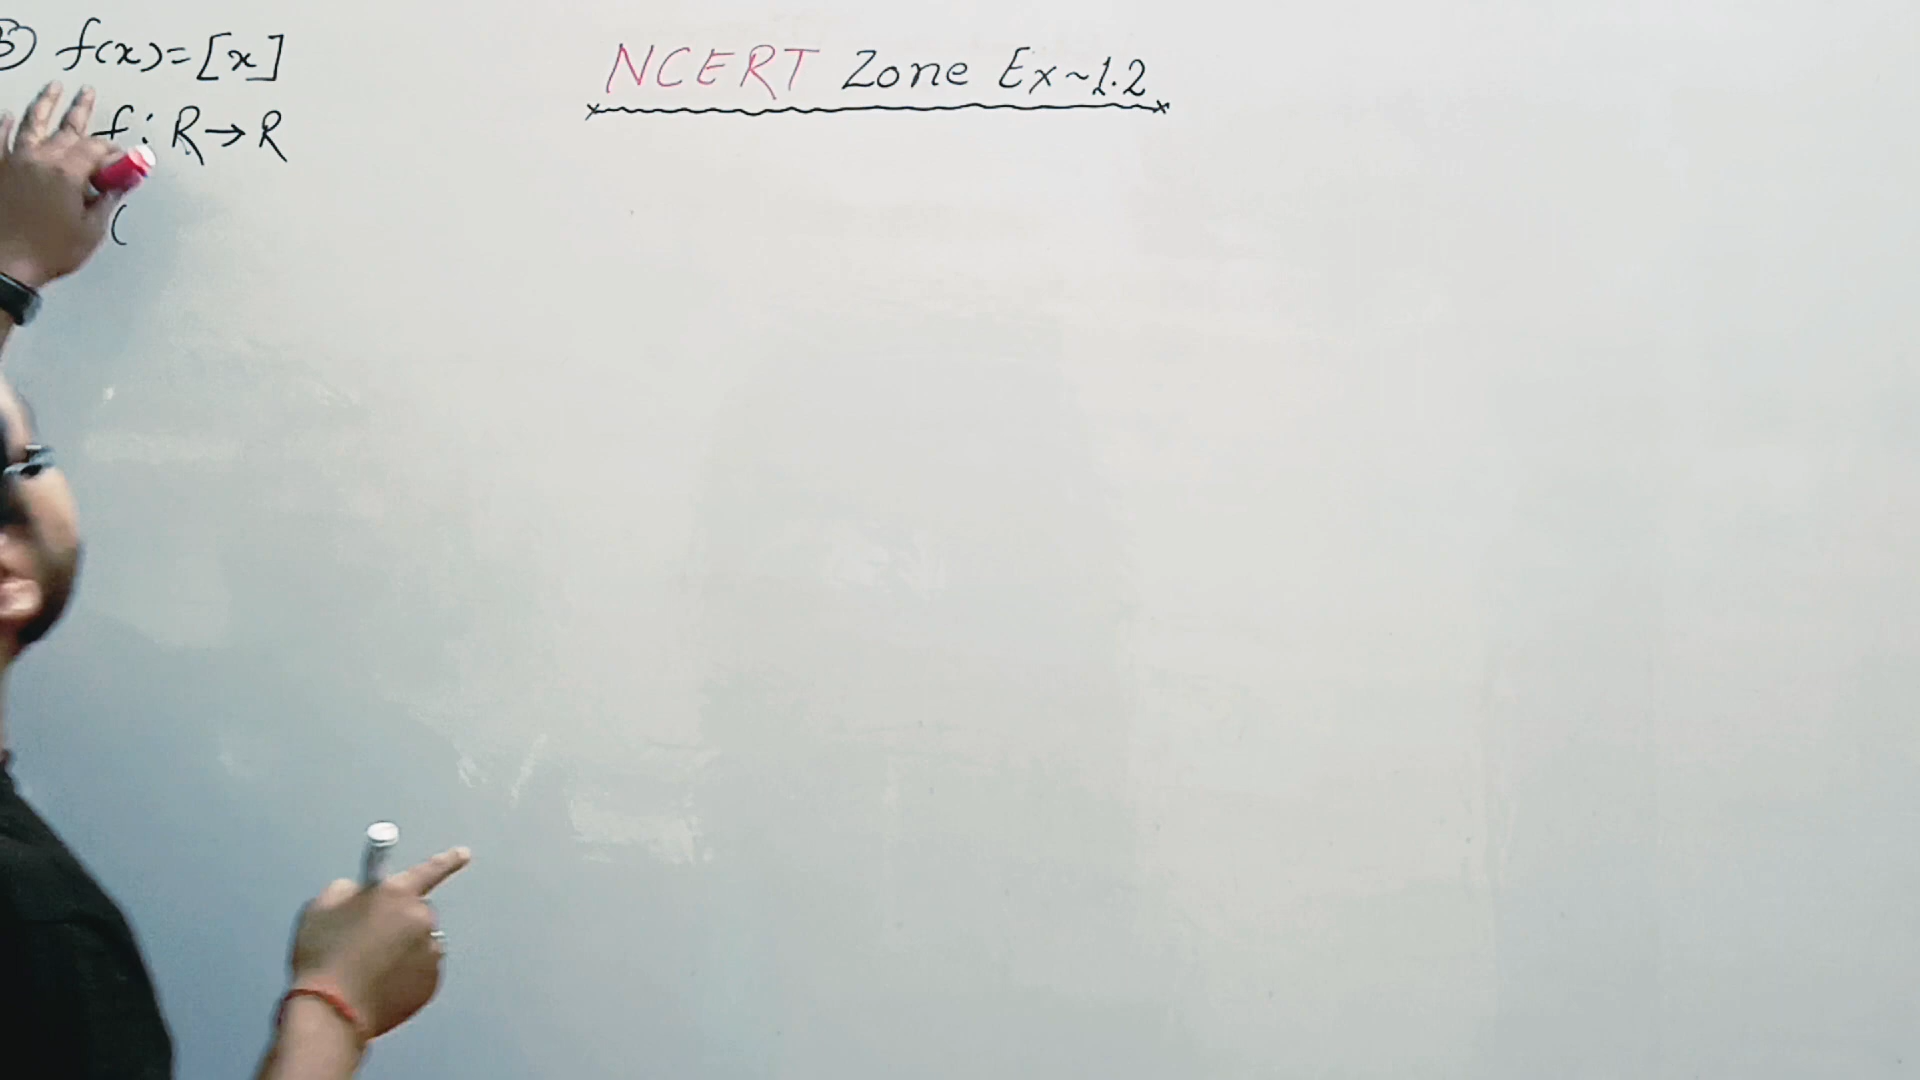 f(x)=[x]
f: R→R
(
NCERT Zone Ex~1.2